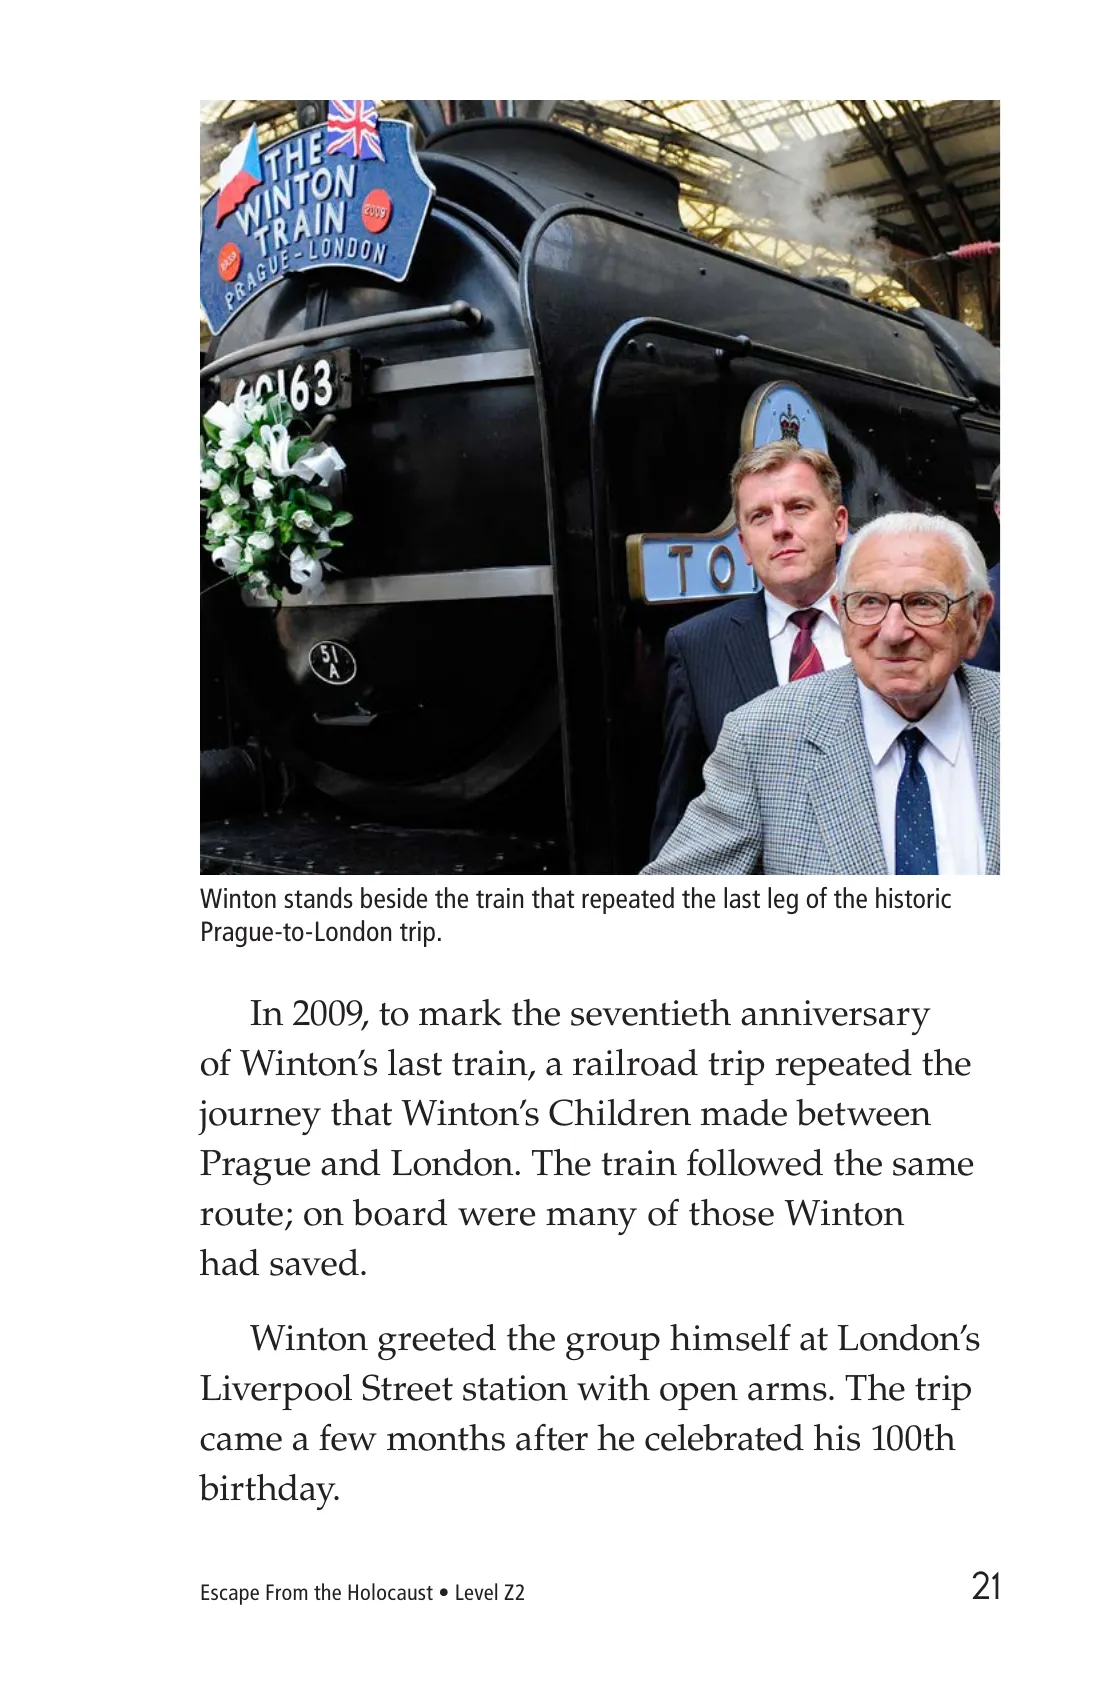 THE
WINTON
TRAIN
2009
1939
PRAGUE-LONDON
60163
TO
51
A
Winton stands beside the train that repeated the last leg of the historic
Prague-to-London trip.
In 2009, to mark the seventieth anniversary
of Winton’s last train, a railroad trip repeated the
journey that Winton’s Children made between
Prague and London. The train followed the same
route; on board were many of those Winton
had saved.
Winton greeted the group himself at London’s
Liverpool Street station with open arms. The trip
came a few months after he celebrated his 100th
birthday.
Escape From the Holocaust • Level Z2
21